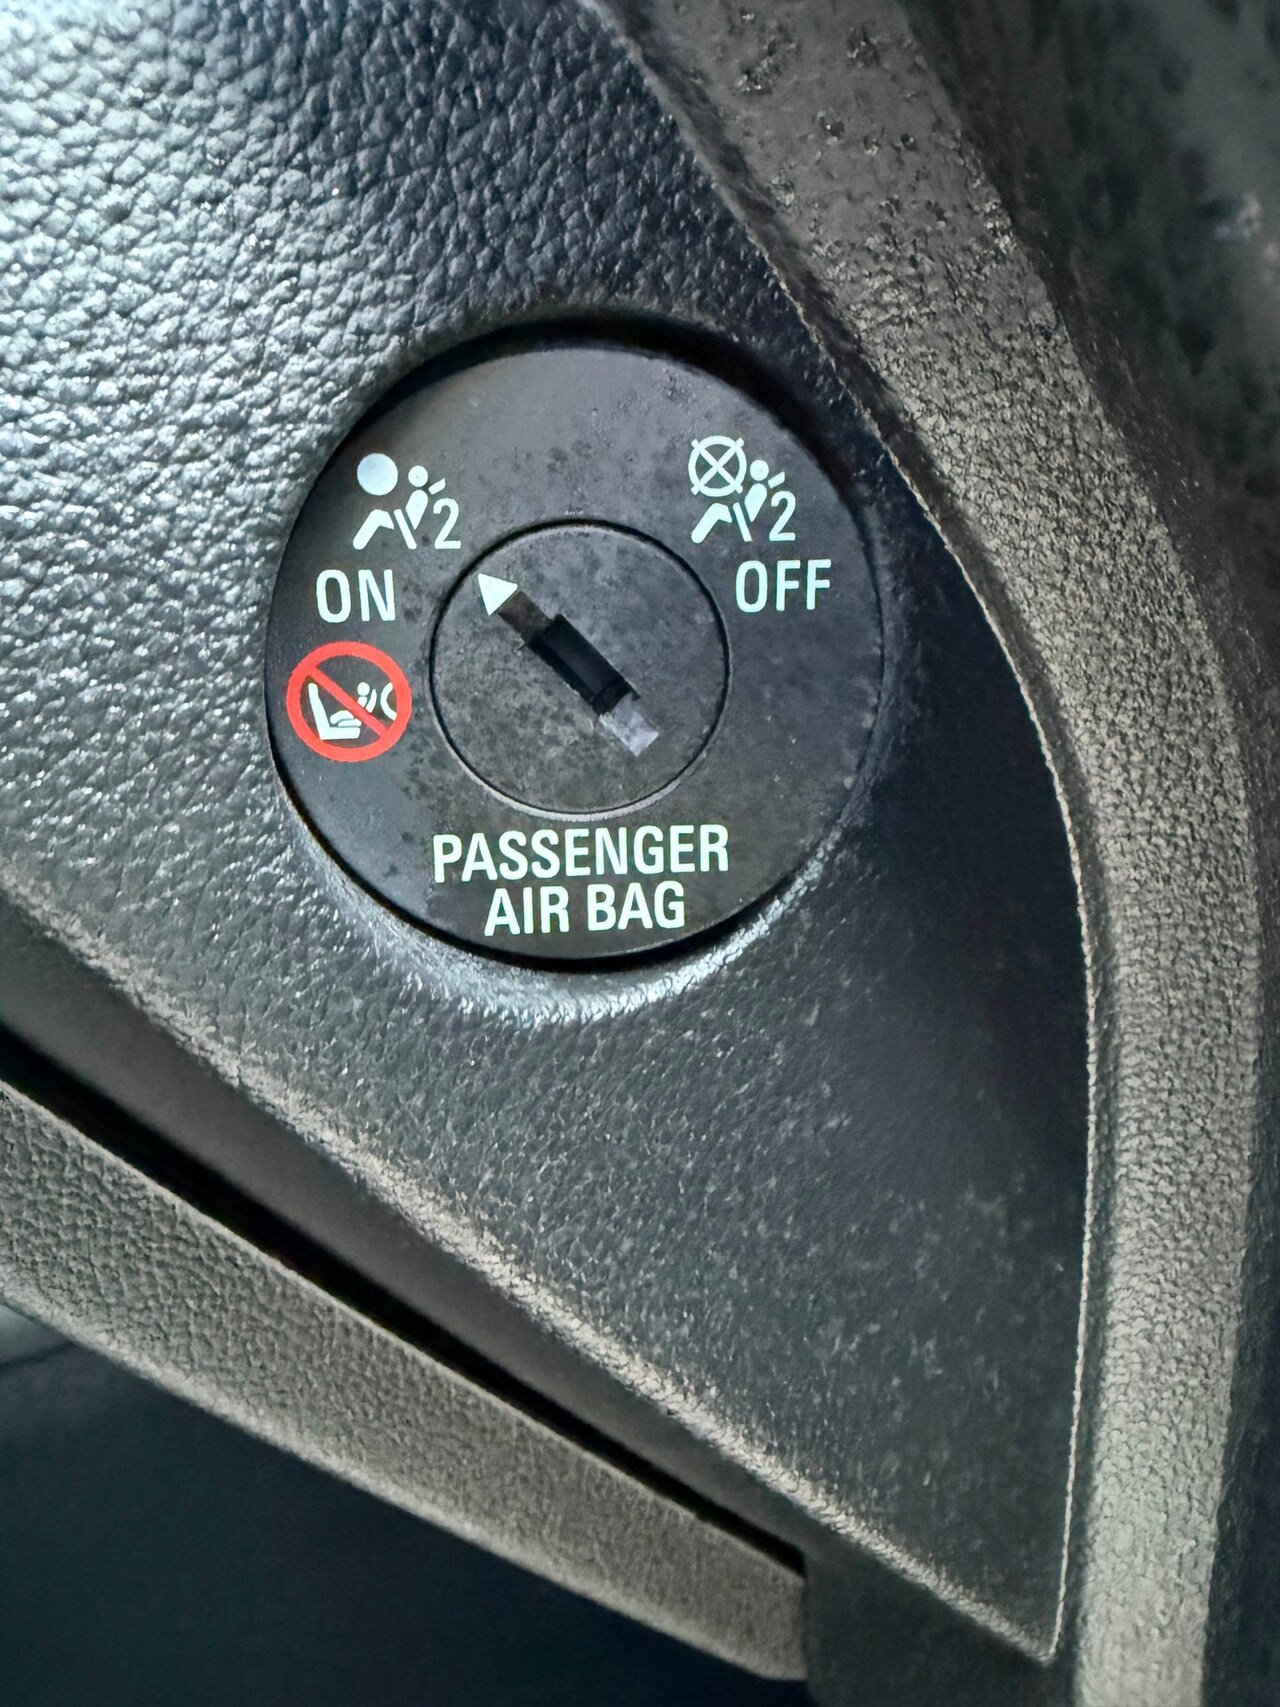 2 2
ON OFF
PASSENGER
AIR BAG